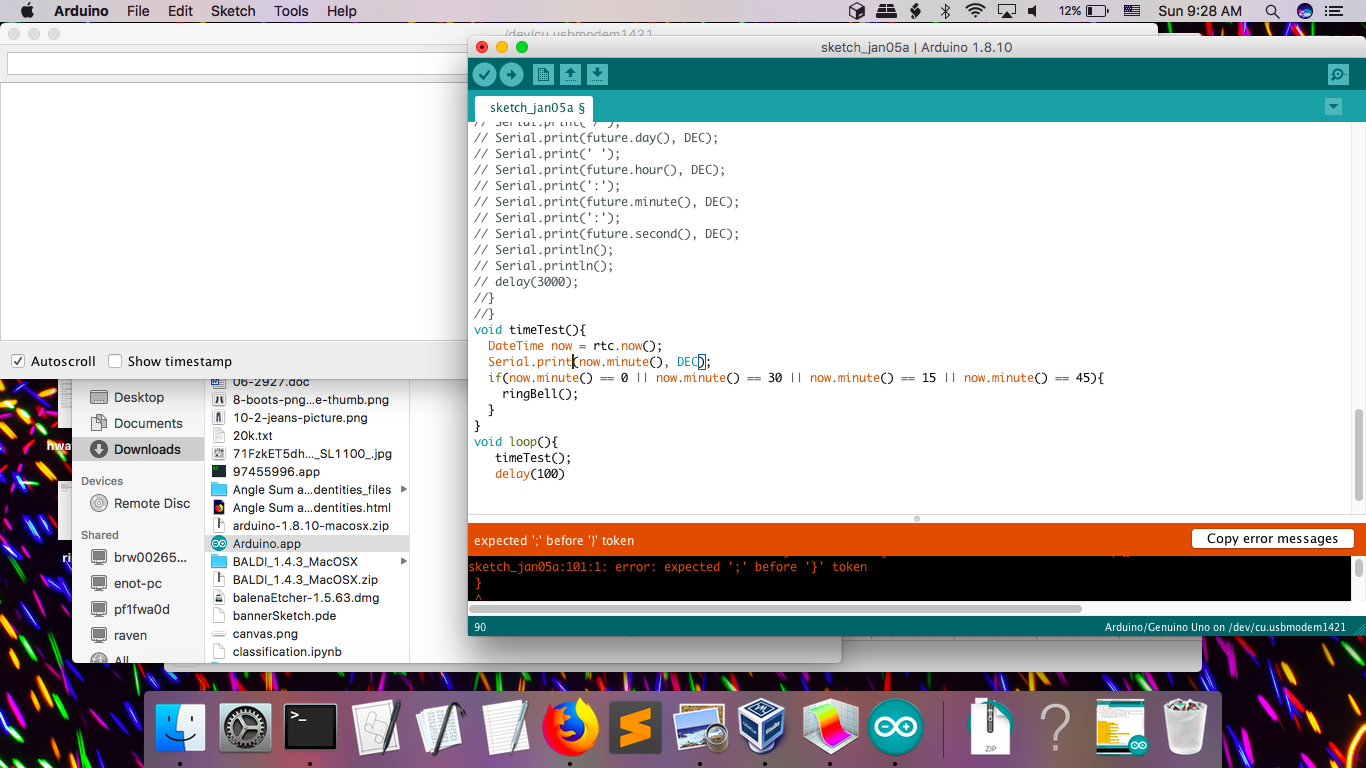 Arduino File Edit Sketch Tools Help 12% Sun 9:28 AM
/dev/cu.usbmodem1421
sketch_jan05a | Arduino 1.8.10
sketch_jan05a §
// Serial.print('/');
// Serial.print(future.day(), DEC);
// Serial.print(' ');
// Serial.print(future.hour(), DEC);
// Serial.print(':');
// Serial.print(future.minute(), DEC);
// Serial.print(':');
// Serial.print(future.second(), DEC);
// Serial.println();
// Serial.println();
// delay(3000);
//}
//}
void timeTest(){
DateTime now = rtc.now();
Serial.print(now.minute(), DEC);
if(now.minute() == 0 || now.minute() == 30 || now.minute() == 15 || now.minute() == 45){
ringBell();
}
}
void loop(){
timeTest();
delay(100)
expected ';' before '}' token
Copy error messages
sketch_jan05a:101:1: error: expected ';' before '}' token
}
^
90
Arduino/Genuino Uno on /dev/cu.usbmodem1421
Autoscroll Show timestamp
Desktop
Documents
Downloads
Devices
Remote Disc
Shared
brw00265...
enot-pc
pf1fwa0d
raven
All
06-2927.doc
8-boots-png...e-thumb.png
10-2-jeans-picture.png
20k.txt
71FzkET5dh..._SL1100_.jpg
97455996.app
Angle Sum a...dentities_files
Angle Sum a...dentities.html
arduino-1.8.10-macosx.zip
Arduino.app
BALDI_1.4.3_MacOSX
BALDI_1.4.3_MacOSX.zip
balenaEtcher-1.5.63.dmg
bannerSketch.pde
canvas.png
classification.ipynb
hwa
ri
>_
ZIP